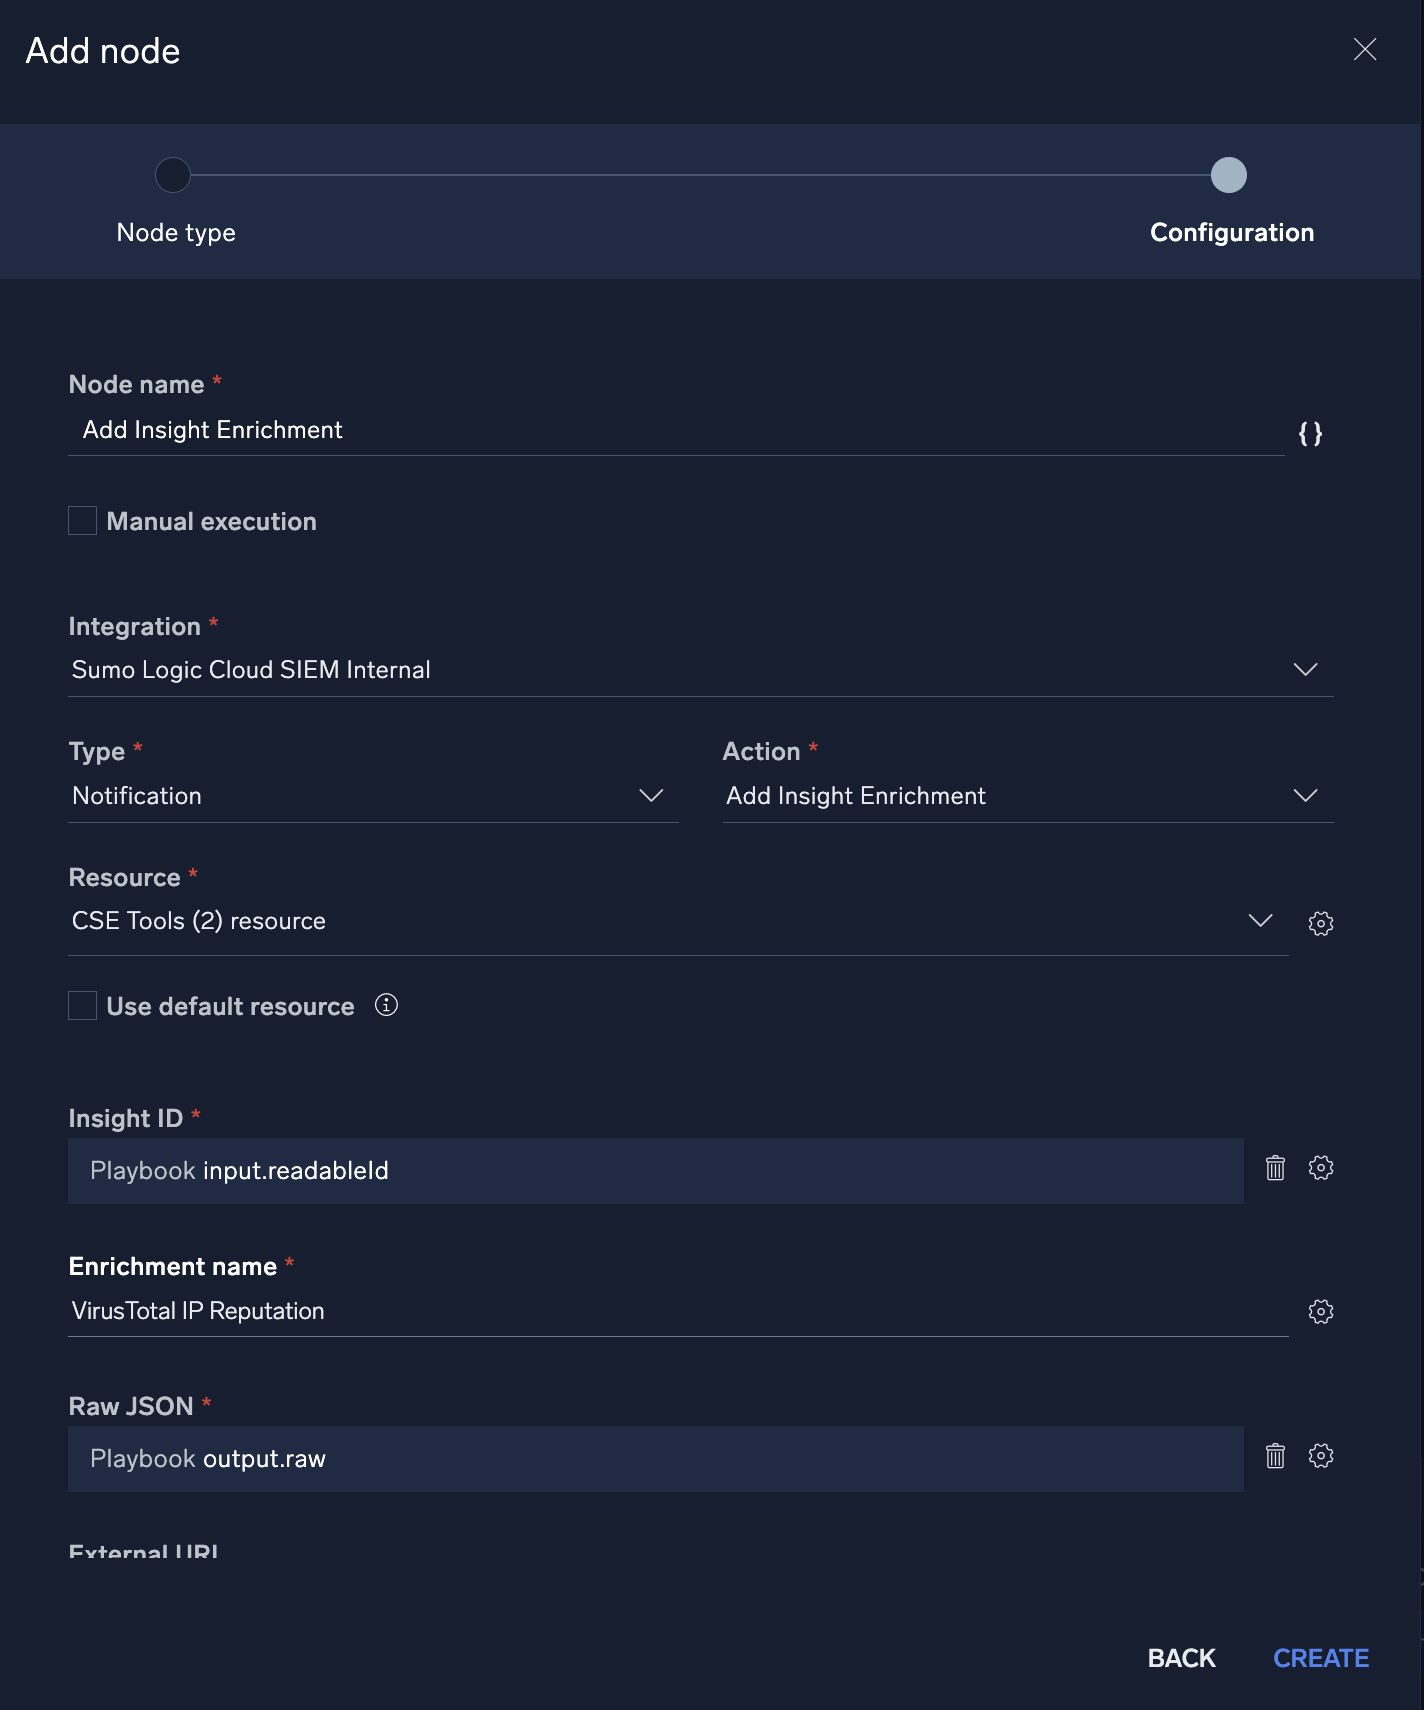 Add node
Node type
Configuration
Node name *
Add Insight Enrichment
{ }
Manual execution
Integration *
Sumo Logic Cloud SIEM Internal
Type *
Action *
Notification
Add Insight Enrichment
Resource *
CSE Tools (2) resource
Use default resource
Insight ID *
Playbook input.readableId
Enrichment name *
VirusTotal IP Reputation
Raw JSON *
Playbook output.raw
External URL
BACK
CREATE